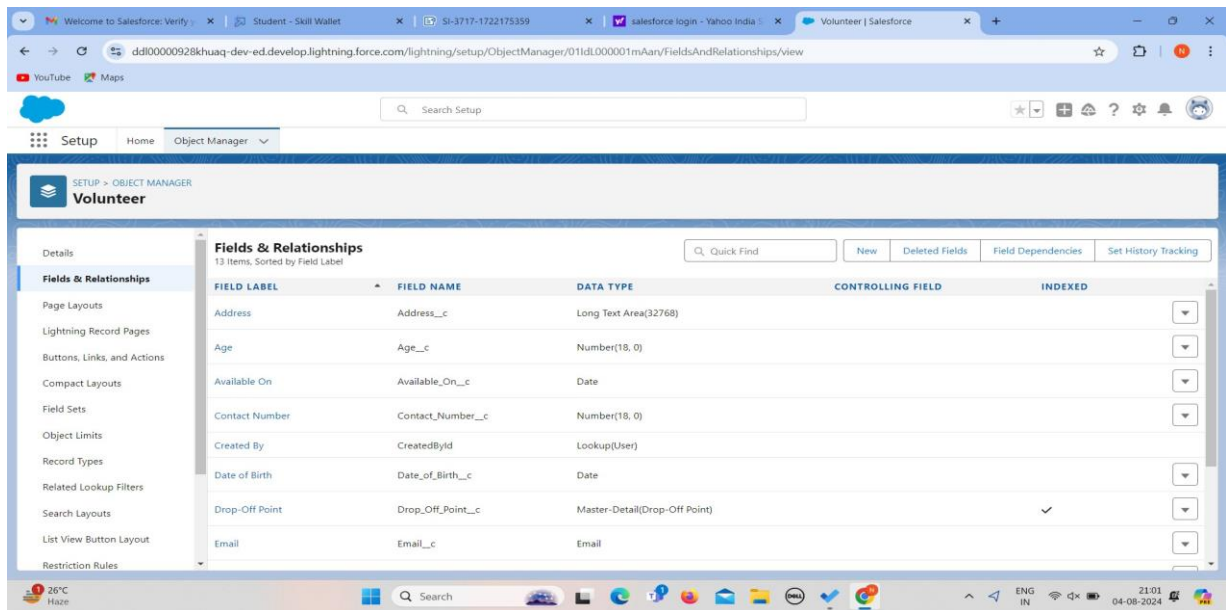 Welcome to Salesforce: Verify y
Student - Skill Wallet
SI-3717-1722175359
salesforce login - Yahoo India S
Volunteer | Salesforce
ddl00000928khuaq-dev-ed.develop.lightning.force.com/lightning/setup/ObjectManager/01IdL000001mAan/FieldsAndRelationships/view
N
YouTube
Maps
Search Setup
Setup
Home
Object Manager
SETUP > OBJECT MANAGER
Volunteer
Details
Fields & Relationships
Page Layouts
Lightning Record Pages
Buttons, Links, and Actions
Compact Layouts
Field Sets
Object Limits
Record Types
Related Lookup Filters
Search Layouts
List View Button Layout
Restriction Rules
Fields & Relationships
13 Items, Sorted by Field Label
Quick Find
New
Deleted Fields
Field Dependencies
Set History Tracking
FIELD LABEL FIELD NAME DATA TYPE CONTROLLING FIELD INDEXED
Address Address__c Long Text Area(32768)
Age Age__c Number(18, 0)
Available On Available_On__c Date
Contact Number Contact_Number__c Number(18, 0)
Created By CreatedById Lookup(User)
Date of Birth Date_of_Birth__c Date
Drop-Off Point Drop_Off_Point__c Master-Detail(Drop-Off Point)
Email Email__c Email
26°C
Haze
Search
DELL
ENG
IN
21:01
04-08-2024